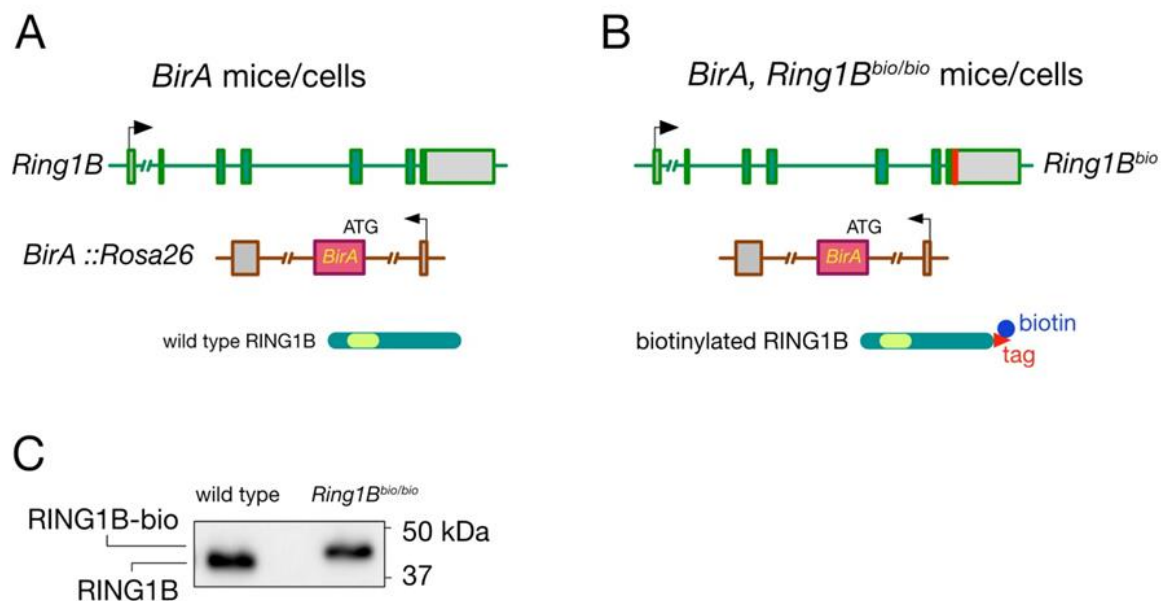 A
BirA mice/cells
Ring1B
ATG
BirA ::Rosa26
BirA
wild type RING1B
B
BirA, Ring1Bbio/bio mice/cells
Ring1Bbio
ATG
BirA
biotinylated RING1B
biotin
tag
C
wild type Ring1Bbio/bio
RING1B-bio
RING1B
50 kDa
37